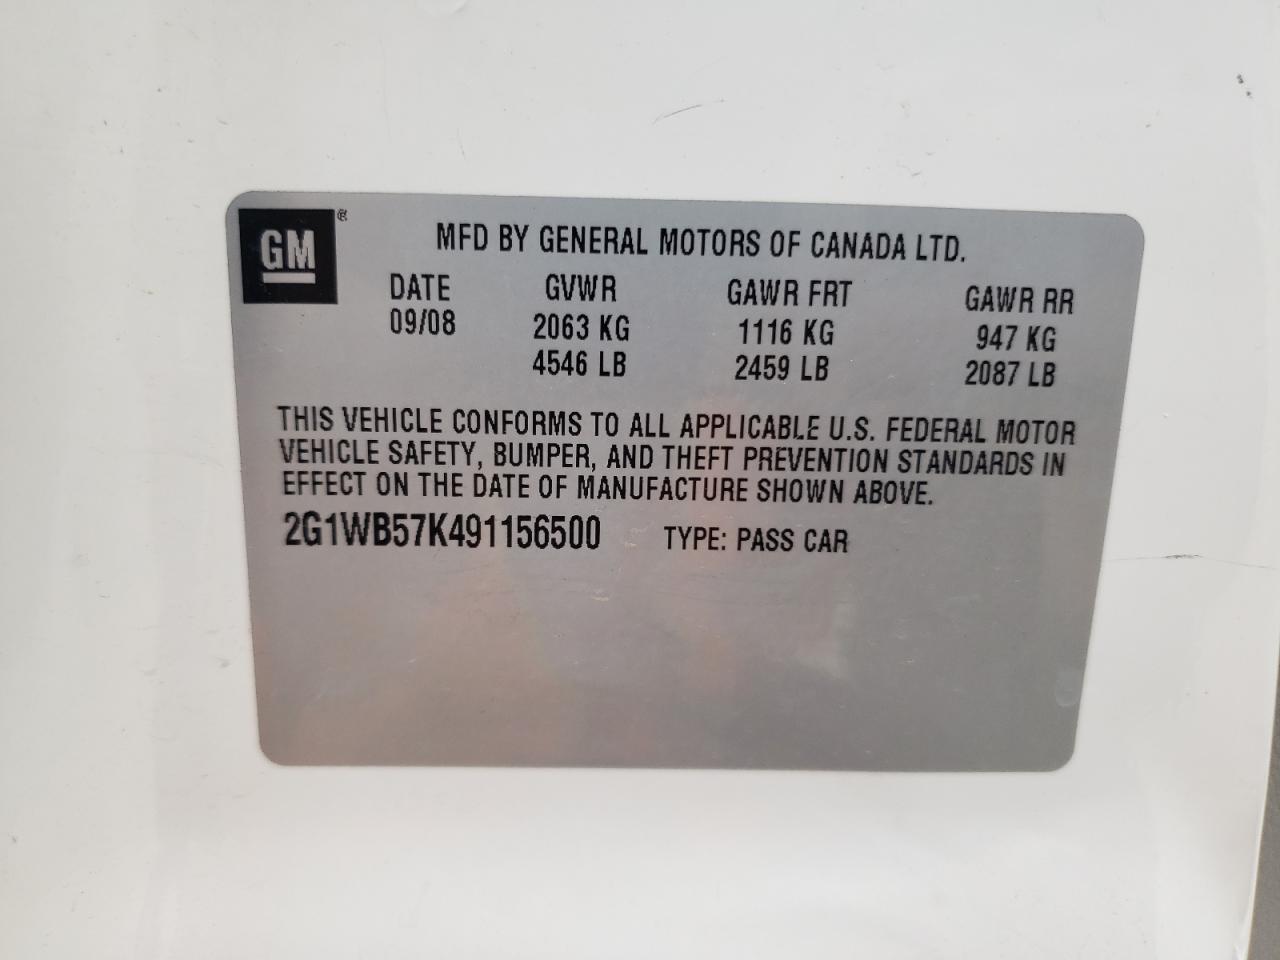 GM ®
MFD BY GENERAL MOTORS OF CANADA LTD.
DATE GVWR GAWR FRT GAWR RR
09/08 2063 KG 1116 KG 947 KG
4546 LB 2459 LB 2087 LB
THIS VEHICLE CONFORMS TO ALL APPLICABLE U.S. FEDERAL MOTOR
VEHICLE SAFETY, BUMPER, AND THEFT PREVENTION STANDARDS IN
EFFECT ON THE DATE OF MANUFACTURE SHOWN ABOVE.
2G1WB57K491156500 TYPE: PASS CAR